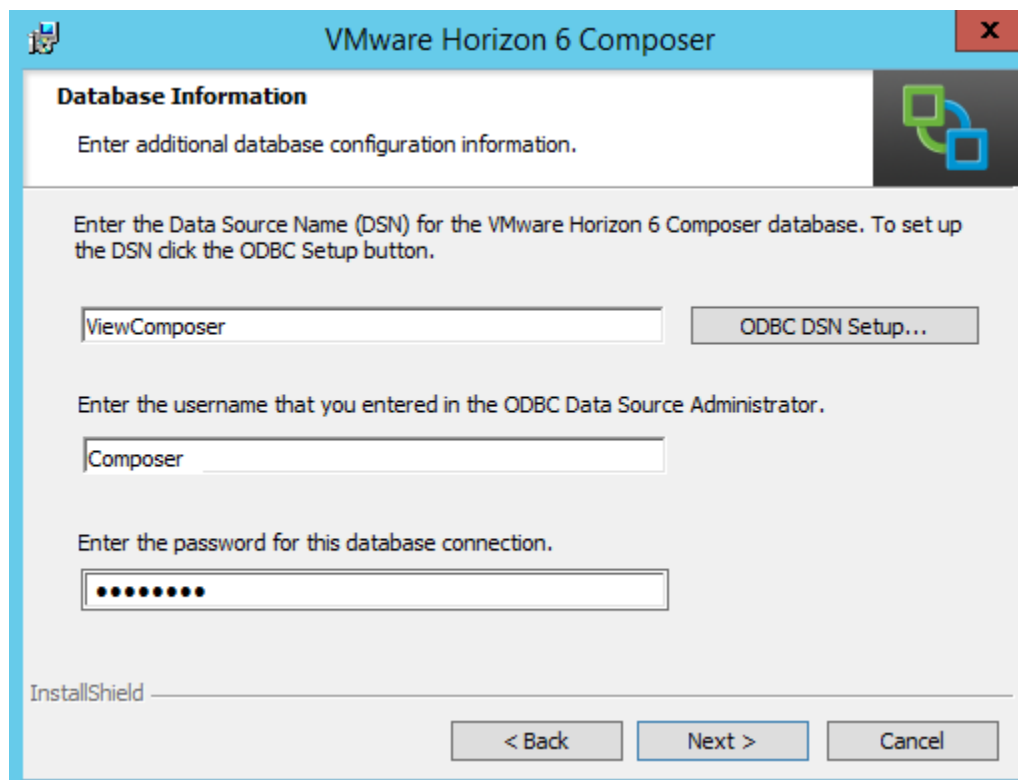 VMware Horizon 6 Composer
x
Database Information
Enter additional database configuration information.
Enter the Data Source Name (DSN) for the VMware Horizon 6 Composer database. To set up
the DSN click the ODBC Setup button.
ViewComposer
ODBC DSN Setup...
Enter the username that you entered in the ODBC Data Source Administrator.
Composer
Enter the password for this database connection.
••••••••
InstallShield
< Back Next > Cancel